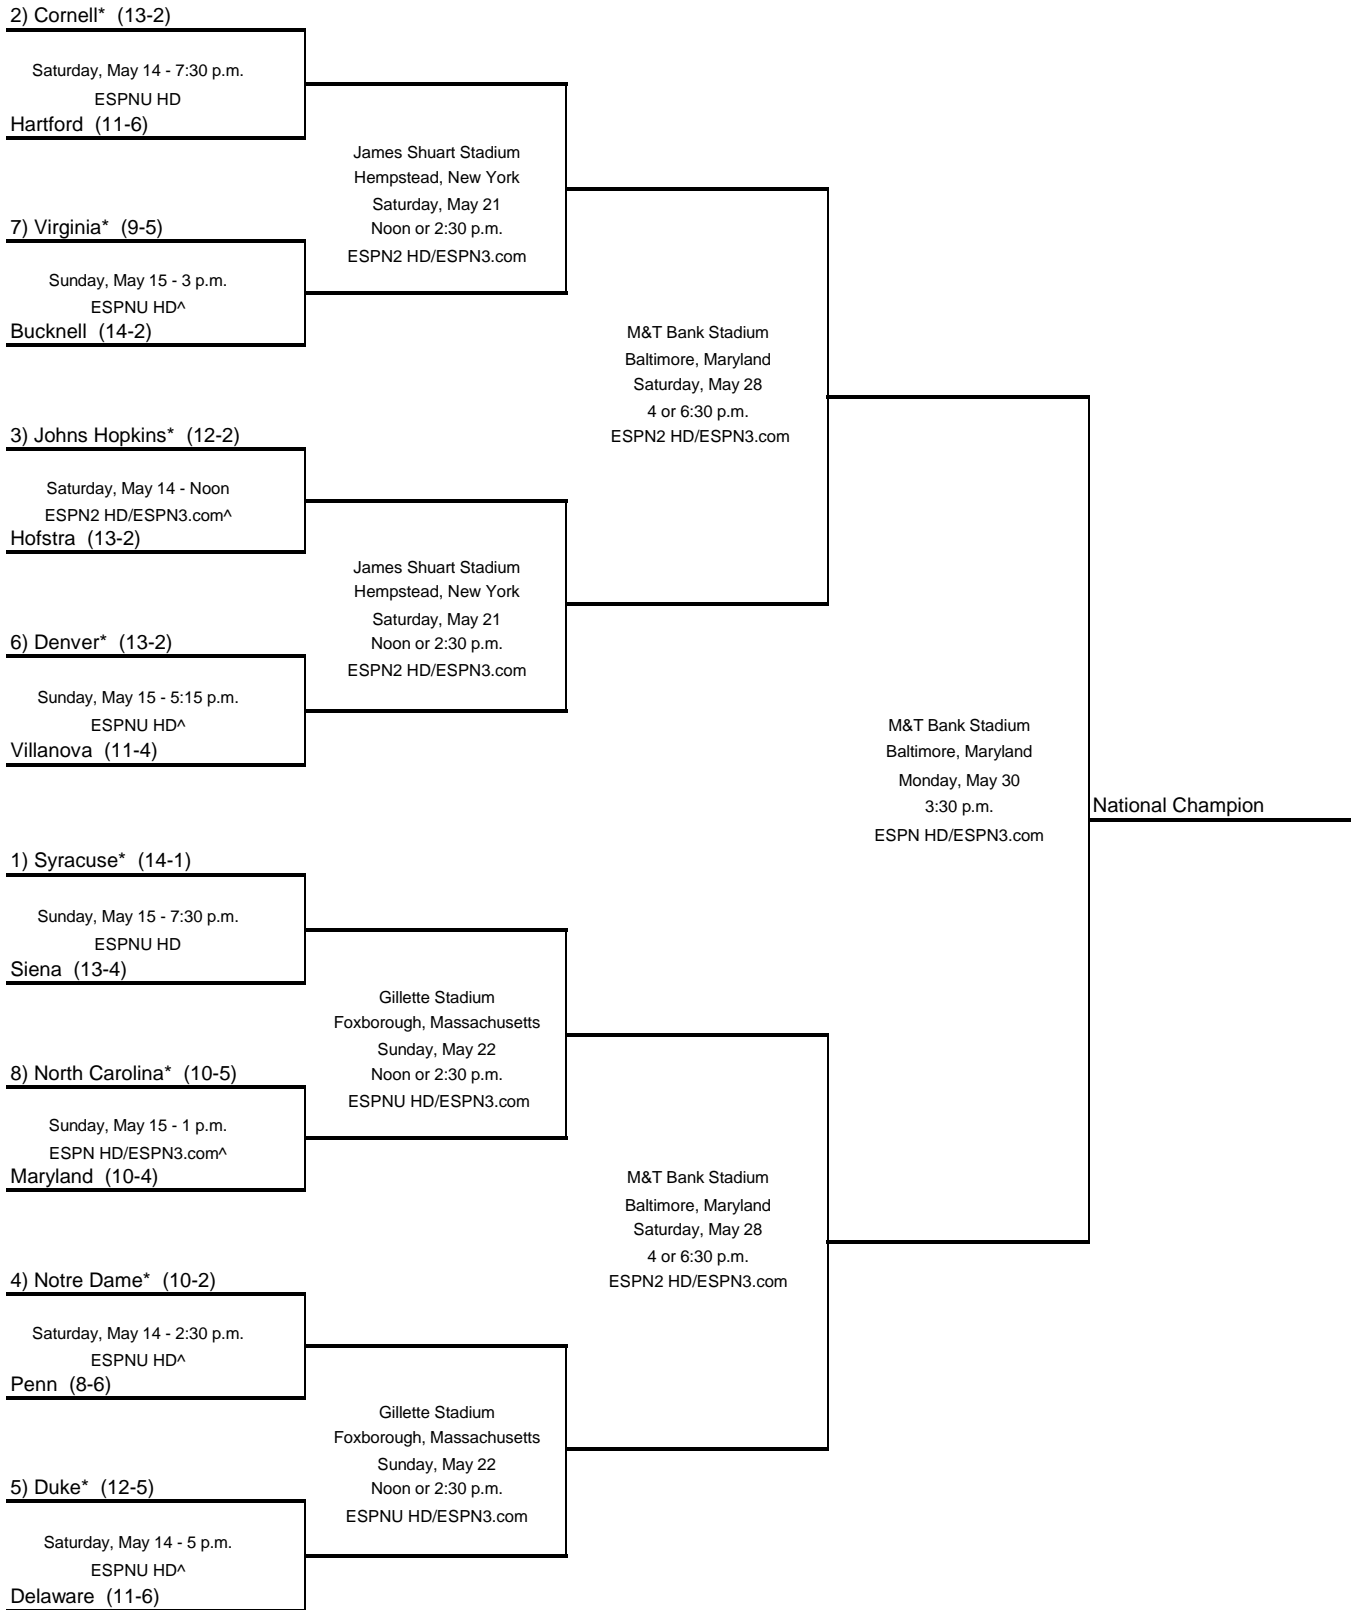 2) Cornell* (13-2)
Saturday, May 14 - 7:30 p.m.
ESPNU HD
Hartford (11-6)
James Shuart Stadium
Hempstead, New York
Saturday, May 21
Noon or 2:30 p.m.
ESPN2 HD/ESPN3.com
7) Virginia* (9-5)
Sunday, May 15 - 3 p.m.
ESPNU HD^
Bucknell (14-2)
M&T Bank Stadium
Baltimore, Maryland
Saturday, May 28
4 or 6:30 p.m.
ESPN2 HD/ESPN3.com
3) Johns Hopkins* (12-2)
Saturday, May 14 - Noon
ESPN2 HD/ESPN3.com^
Hofstra (13-2)
James Shuart Stadium
Hempstead, New York
Saturday, May 21
Noon or 2:30 p.m.
ESPN2 HD/ESPN3.com
6) Denver* (13-2)
Sunday, May 15 - 5:15 p.m.
ESPNU HD^
Villanova (11-4)
M&T Bank Stadium
Baltimore, Maryland
Monday, May 30
3:30 p.m.
ESPN HD/ESPN3.com
National Champion
1) Syracuse* (14-1)
Sunday, May 15 - 7:30 p.m.
ESPNU HD
Siena (13-4)
Gillette Stadium
Foxborough, Massachusetts
Sunday, May 22
Noon or 2:30 p.m.
ESPNU HD/ESPN3.com
8) North Carolina* (10-5)
Sunday, May 15 - 1 p.m.
ESPN HD/ESPN3.com^
Maryland (10-4)
M&T Bank Stadium
Baltimore, Maryland
Saturday, May 28
4 or 6:30 p.m.
ESPN2 HD/ESPN3.com
4) Notre Dame* (10-2)
Saturday, May 14 - 2:30 p.m.
ESPNU HD^
Penn (8-6)
Gillette Stadium
Foxborough, Massachusetts
Sunday, May 22
Noon or 2:30 p.m.
ESPNU HD/ESPN3.com
5) Duke* (12-5)
Saturday, May 14 - 5 p.m.
ESPNU HD^
Delaware (11-6)